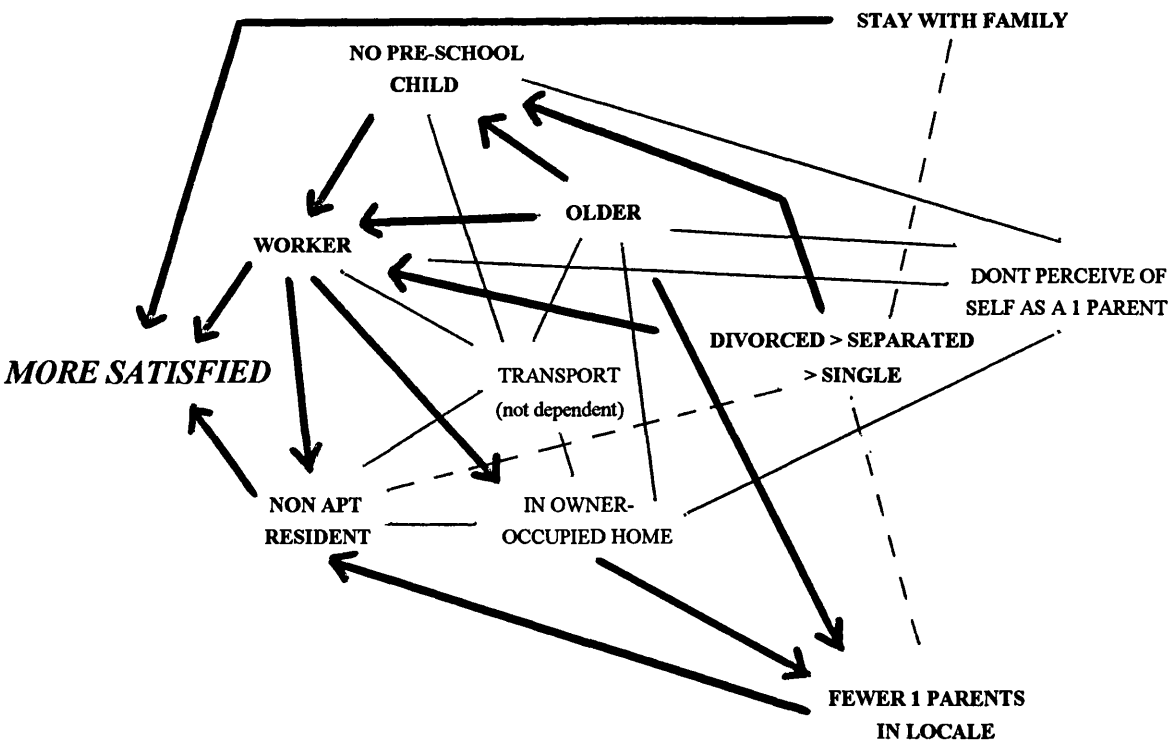 STAY WITH FAMILY
NO PRE-SCHOOL
CHILD
OLDER
WORKER
DONT PERCEIVE OF
SELF AS A 1 PARENT
DIVORCED > SEPARATED
> SINGLE
MORE SATISFIED
TRANSPORT
(not dependent)
NON APT
RESIDENT
IN OWNER-
OCCUPIED HOME
FEWER 1 PARENTS
IN LOCALE